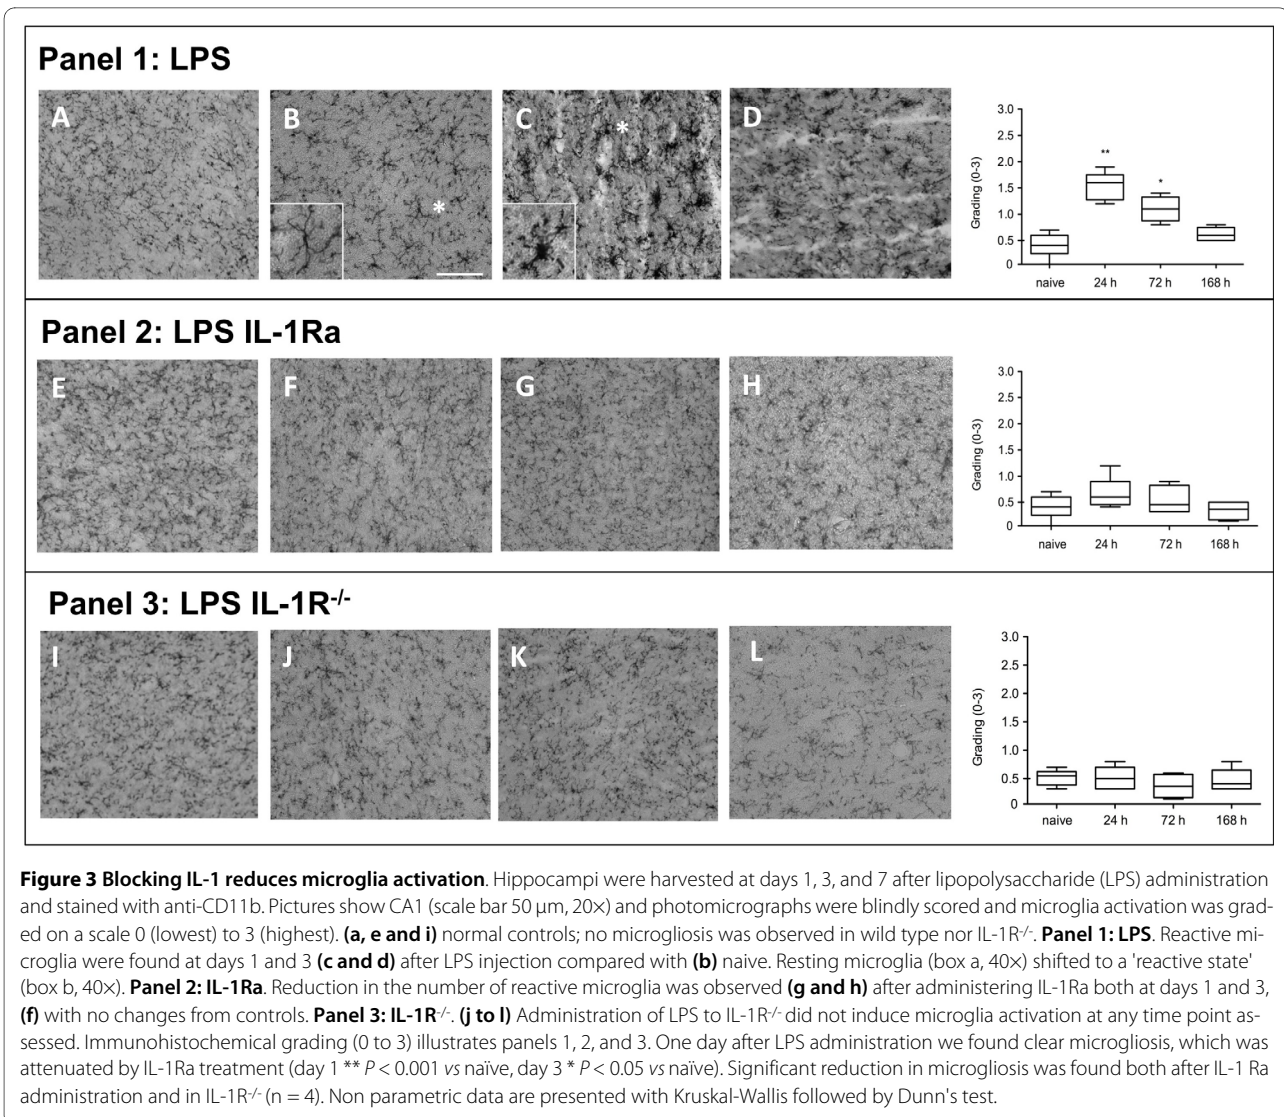 Panel 1: LPS
A
B
C
D
*
*
3.0
2.5
2.0
1.5
1.0
0.5
0
Grading (0-3)
**
*
naive 24 h 72 h 168 h
Panel 2: LPS IL-1Ra
E
F
G
H
3.0
2.5
2.0
1.5
1.0
0.5
0
Grading (0-3)
naive 24 h 72 h 168 h
Panel 3: LPS IL-1R-/-
I
J
K
L
3.0
2.5
2.0
1.5
1.0
0.5
0
Grading (0-3)
naive 24 h 72 h 168 h
Figure 3 Blocking IL-1 reduces microglia activation. Hippocampi were harvested at days 1, 3, and 7 after lipopolysaccharide (LPS) administration
and stained with anti-CD11b. Pictures show CA1 (scale bar 50 μm, 20×) and photomicrographs were blindly scored and microglia activation was grad-
ed on a scale 0 (lowest) to 3 (highest). (a, e and i) normal controls; no microgliosis was observed in wild type nor IL-1R-/-. Panel 1: LPS. Reactive mi-
croglia were found at days 1 and 3 (c and d) after LPS injection compared with (b) naive. Resting microglia (box a, 40×) shifted to a 'reactive state'
(box b, 40×). Panel 2: IL-1Ra. Reduction in the number of reactive microglia was observed (g and h) after administering IL-1Ra both at days 1 and 3,
(f) with no changes from controls. Panel 3: IL-1R-/-. (j to l) Administration of LPS to IL-1R-/- did not induce microglia activation at any time point as-
sessed. Immunohistochemical grading (0 to 3) illustrates panels 1, 2, and 3. One day after LPS administration we found clear microgliosis, which was
attenuated by IL-1Ra treatment (day 1 ** P < 0.001 vs naïve, day 3 * P < 0.05 vs naïve). Significant reduction in microgliosis was found both after IL-1 Ra
administration and in IL-1R-/- (n = 4). Non parametric data are presented with Kruskal-Wallis followed by Dunn's test.